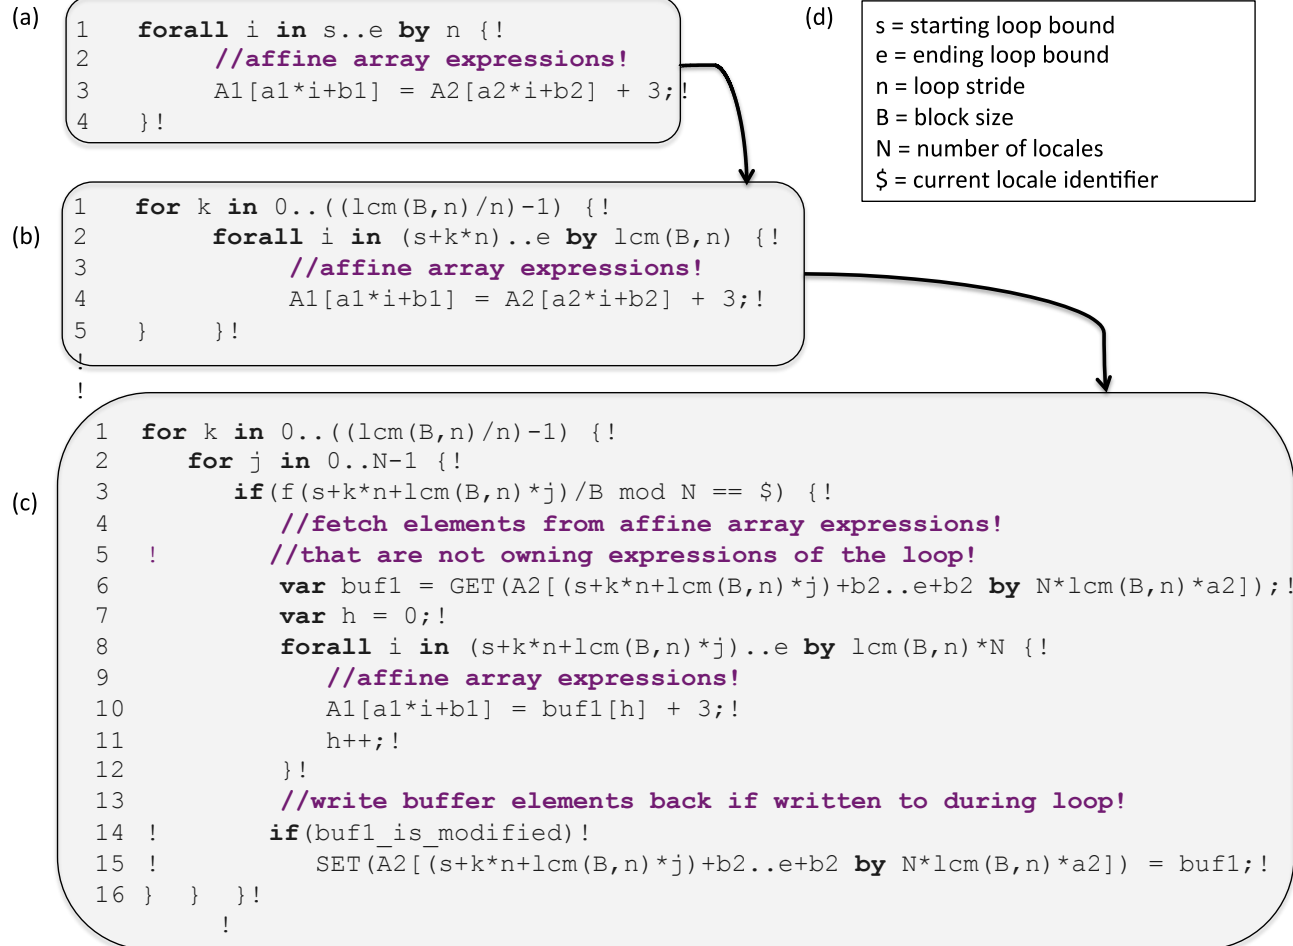 (a)
1 forall i in s..e by n {!
2 //affine array expressions!
3 A1[a1*i+b1] = A2[a2*i+b2] + 3;!
4 }!
(d)
s = starting loop bound
e = ending loop bound
n = loop stride
B = block size
N = number of locales
$ = current locale identifier
(b)
1 for k in 0..((lcm(B,n)/n)-1) {!
2 forall i in (s+k*n)..e by lcm(B,n) {!
3 //affine array expressions!
4 A1[a1*i+b1] = A2[a2*i+b2] + 3;!
5 } }!
!
!
(c)
1 for k in 0..((lcm(B,n)/n)-1) {!
2 for j in 0..N-1 {!
3 if(f(s+k*n+lcm(B,n)*j)/B mod N == $) {!
4 //fetch elements from affine array expressions!
5 ! //that are not owning expressions of the loop!
6 var buf1 = GET(A2[(s+k*n+lcm(B,n)*j)+b2..e+b2 by N*lcm(B,n)*a2]);!
7 var h = 0;!
8 forall i in (s+k*n+lcm(B,n)*j)..e by lcm(B,n)*N {!
9 //affine array expressions!
10 A1[a1*i+b1] = buf1[h] + 3;!
11 h++;!
12 }!
13 //write buffer elements back if written to during loop!
14 ! if(buf1_is_modified)!
15 ! SET(A2[(s+k*n+lcm(B,n)*j)+b2..e+b2 by N*lcm(B,n)*a2]) = buf1;!
16 } } }!
!